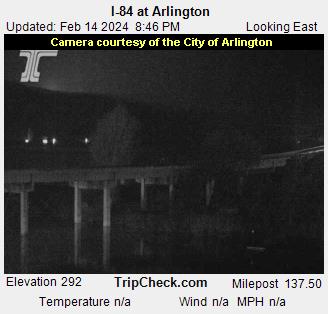 I-84 at Arlington
Updated: Feb 14 2024 8:46 PM Looking East
Camera courtesy of the City of Arlington
Elevation 292 TripCheck.com Milepost 137.50
Temperature n/a Wind n/a MPH n/a